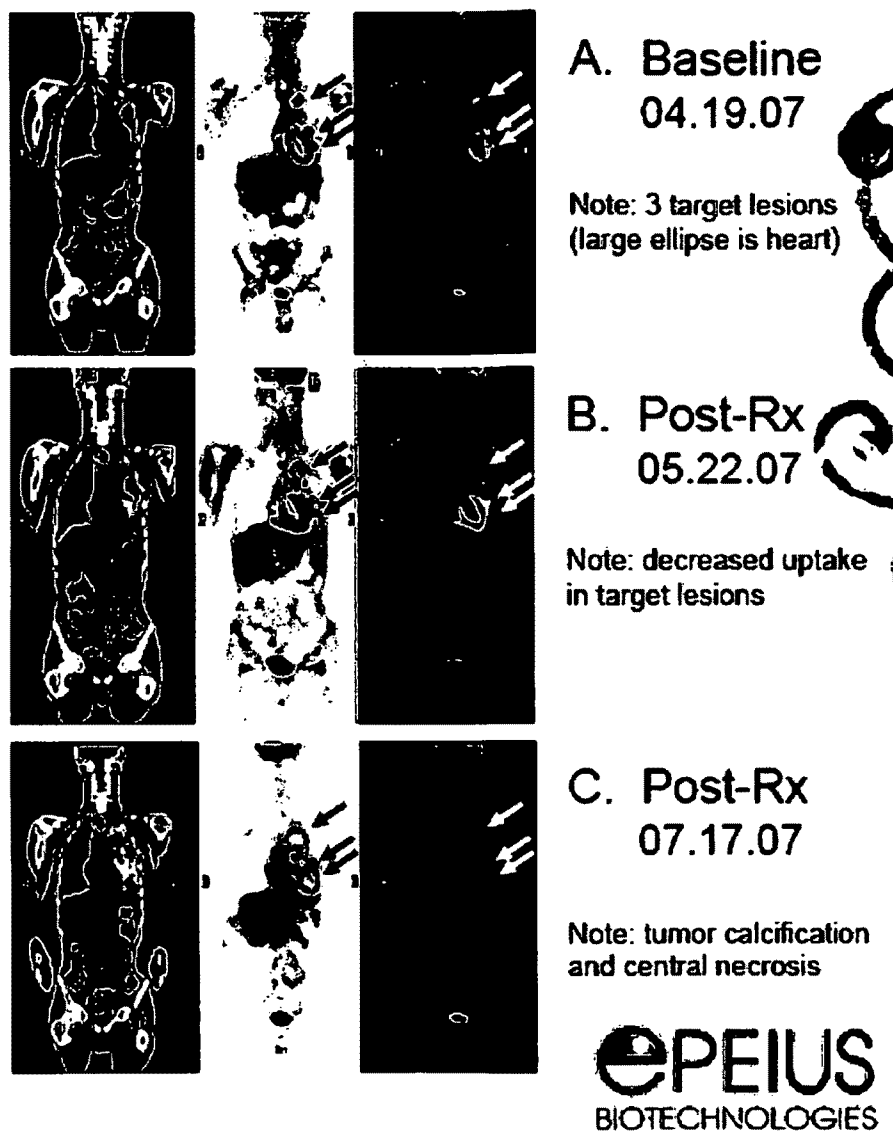 A. Baseline
04.19.07
Note: 3 target lesions
(large ellipse is heart)
B. Post-Rx
05.22.07
Note: decreased uptake
in target lesions
C. Post-Rx
07.17.07
Note: tumor calcification
and central necrosis
ePEIUS
BIOTECHNOLOGIES